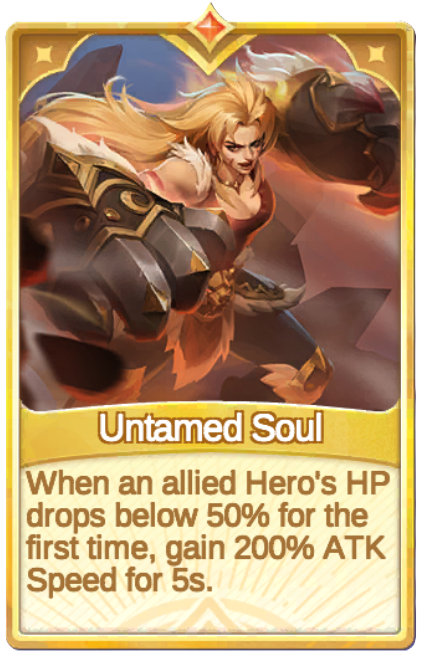 Untamed Soul
When an allied Hero's HP
drops below 50% for the
first time, gain 200% ATK
Speed for 5s.